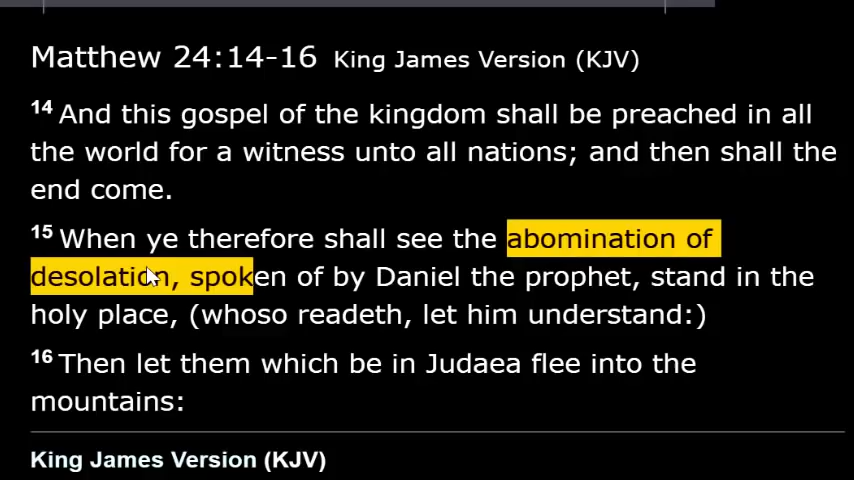 Matthew 24:14-16 King James Version (KJV)
14 And this gospel of the kingdom shall be preached in all
the world for a witness unto all nations; and then shall the
end come.
15 When ye therefore shall see the abomination of
desolation, spoken of by Daniel the prophet, stand in the
holy place, (whoso readeth, let him understand:)
16 Then let them which be in Judaea flee into the
mountains:
King James Version (KJV)